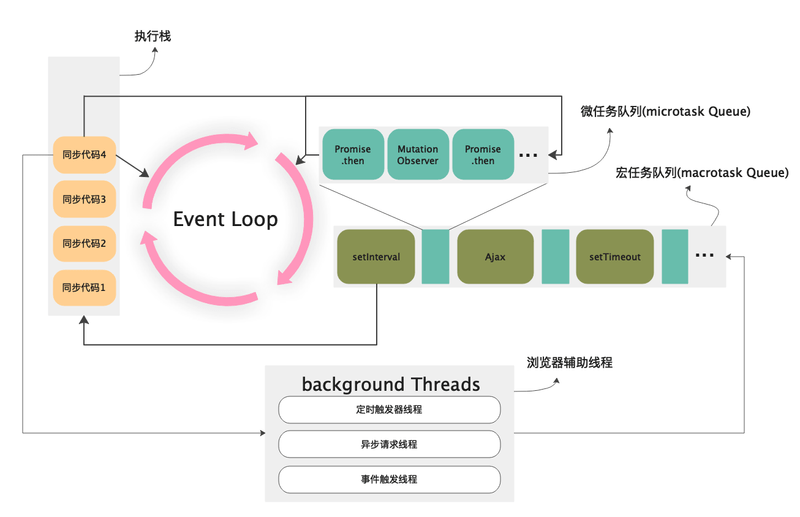 执行栈
微任务队列(microtask Queue)
同步代码4
Promise
.then
Mutation
Observer
Promise
.then
...
宏任务队列(macrotask Queue)
同步代码3
Event Loop
同步代码2
setInterval
Ajax
setTimeout
...
同步代码1
浏览器辅助线程
background Threads
定时触发器线程
异步请求线程
事件触发线程